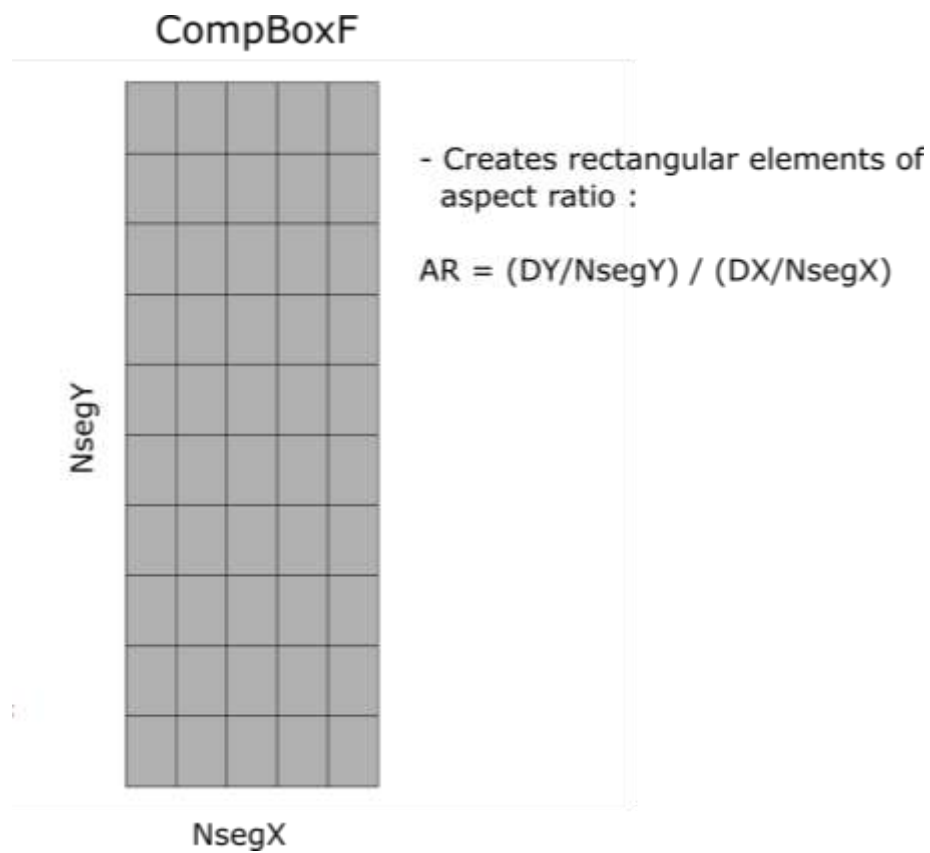 CompBoxF
- Creates rectangular elements of
aspect ratio :
AR = (DY/NsegY) / (DX/NsegX)
NsegY
NsegX